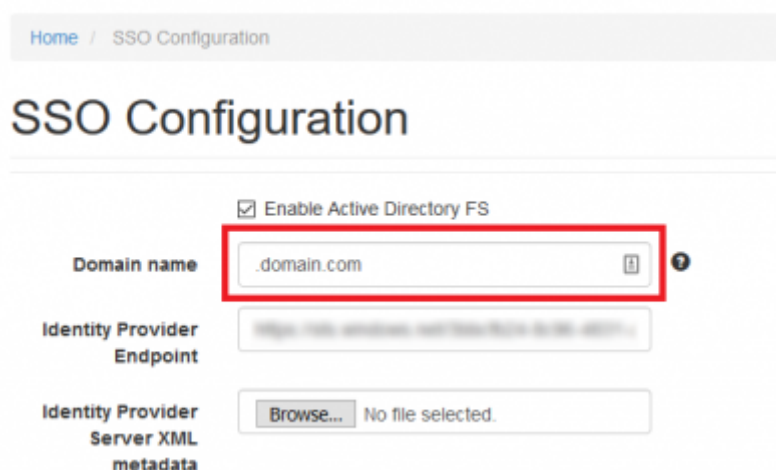 Home / SSO Configuration
SSO Configuration
Enable Active Directory FS
Domain name
.domain.com
Identity Provider
Endpoint
Identity Provider
Server XML
metadata
Browse... No file selected.